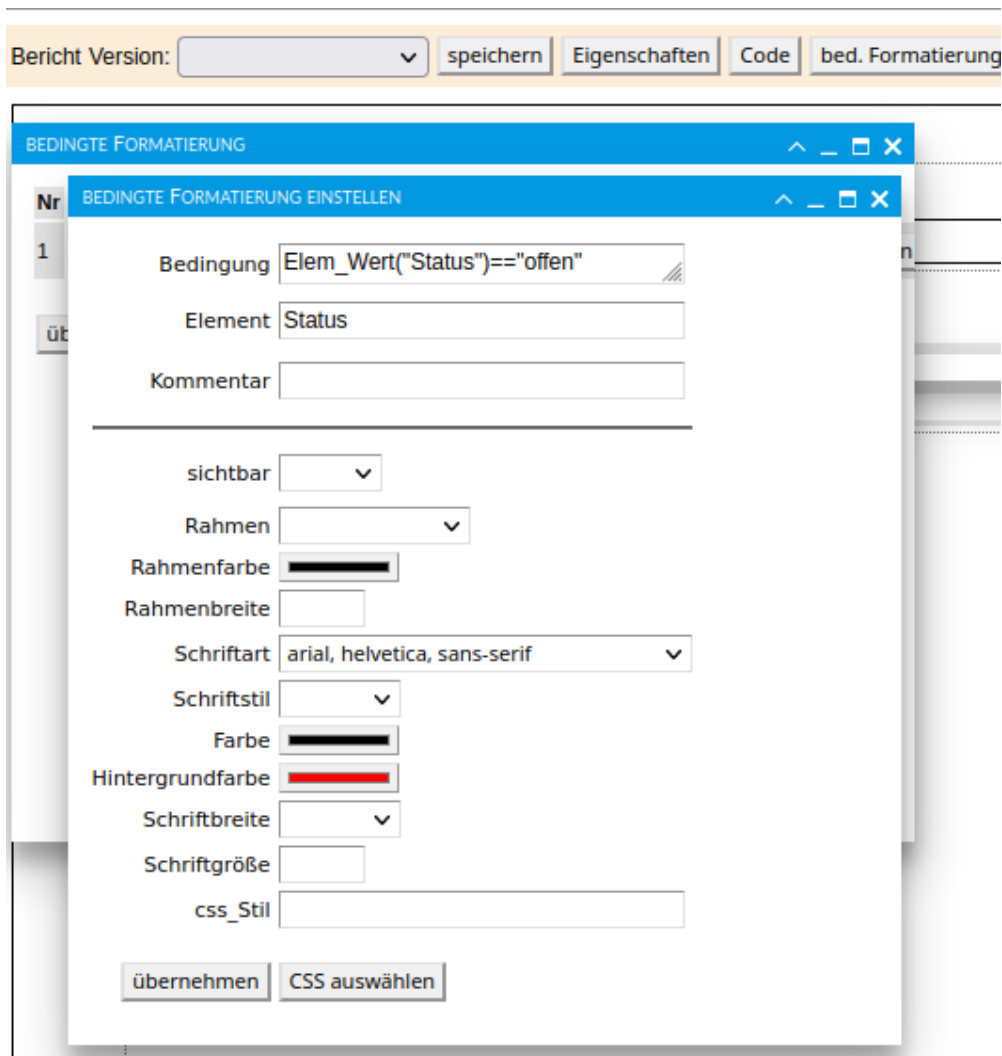 Bericht Version: speichern Eigenschaften Code bed. Formatierung
BEDINGTE FORMATIERUNG
Nr
BEDINGTE FORMATIERUNG EINSTELLEN
1
n
Bedingung Elem_Wert("Status")=="offen"
Element Status
üb
Kommentar
sichtbar
Rahmen
Rahmenfarbe
Rahmenbreite
Schriftart arial, helvetica, sans-serif
Schriftstil
Farbe
Hintergrundfarbe
Schriftbreite
Schriftgröße
css_Stil
übernehmen CSS auswählen